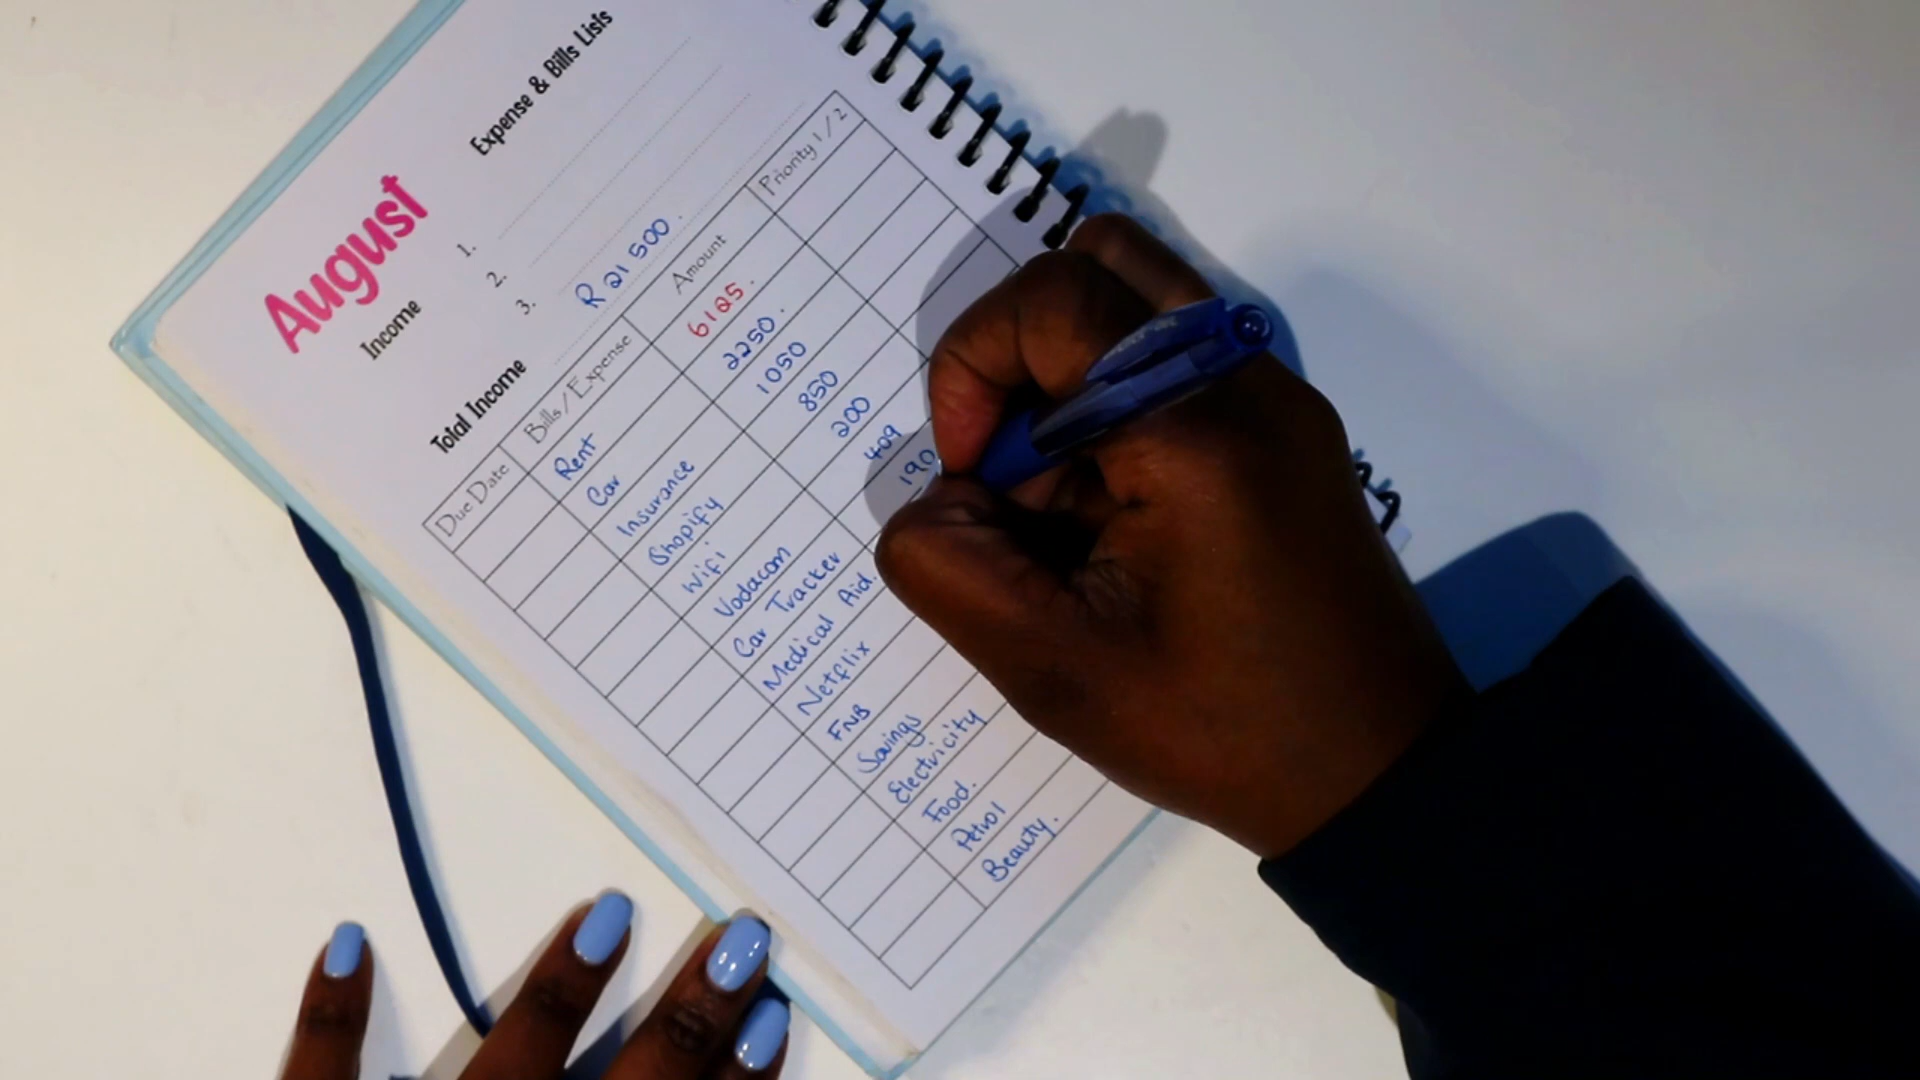 August
Expense & Bills Lists
Income
1.
2.
3.
Total Income R 21 500.
Due Date Bills / Expense Amount Priority 1 / 2
Rent 6125.
Car 2250.
Insurance 1050
Shopify 850
Wifi 200
Vodacom 409
Car Tracker 190
Medical Aid.
Netflix
FNB
Savings
Electricity
Food.
Petrol
Beauty.